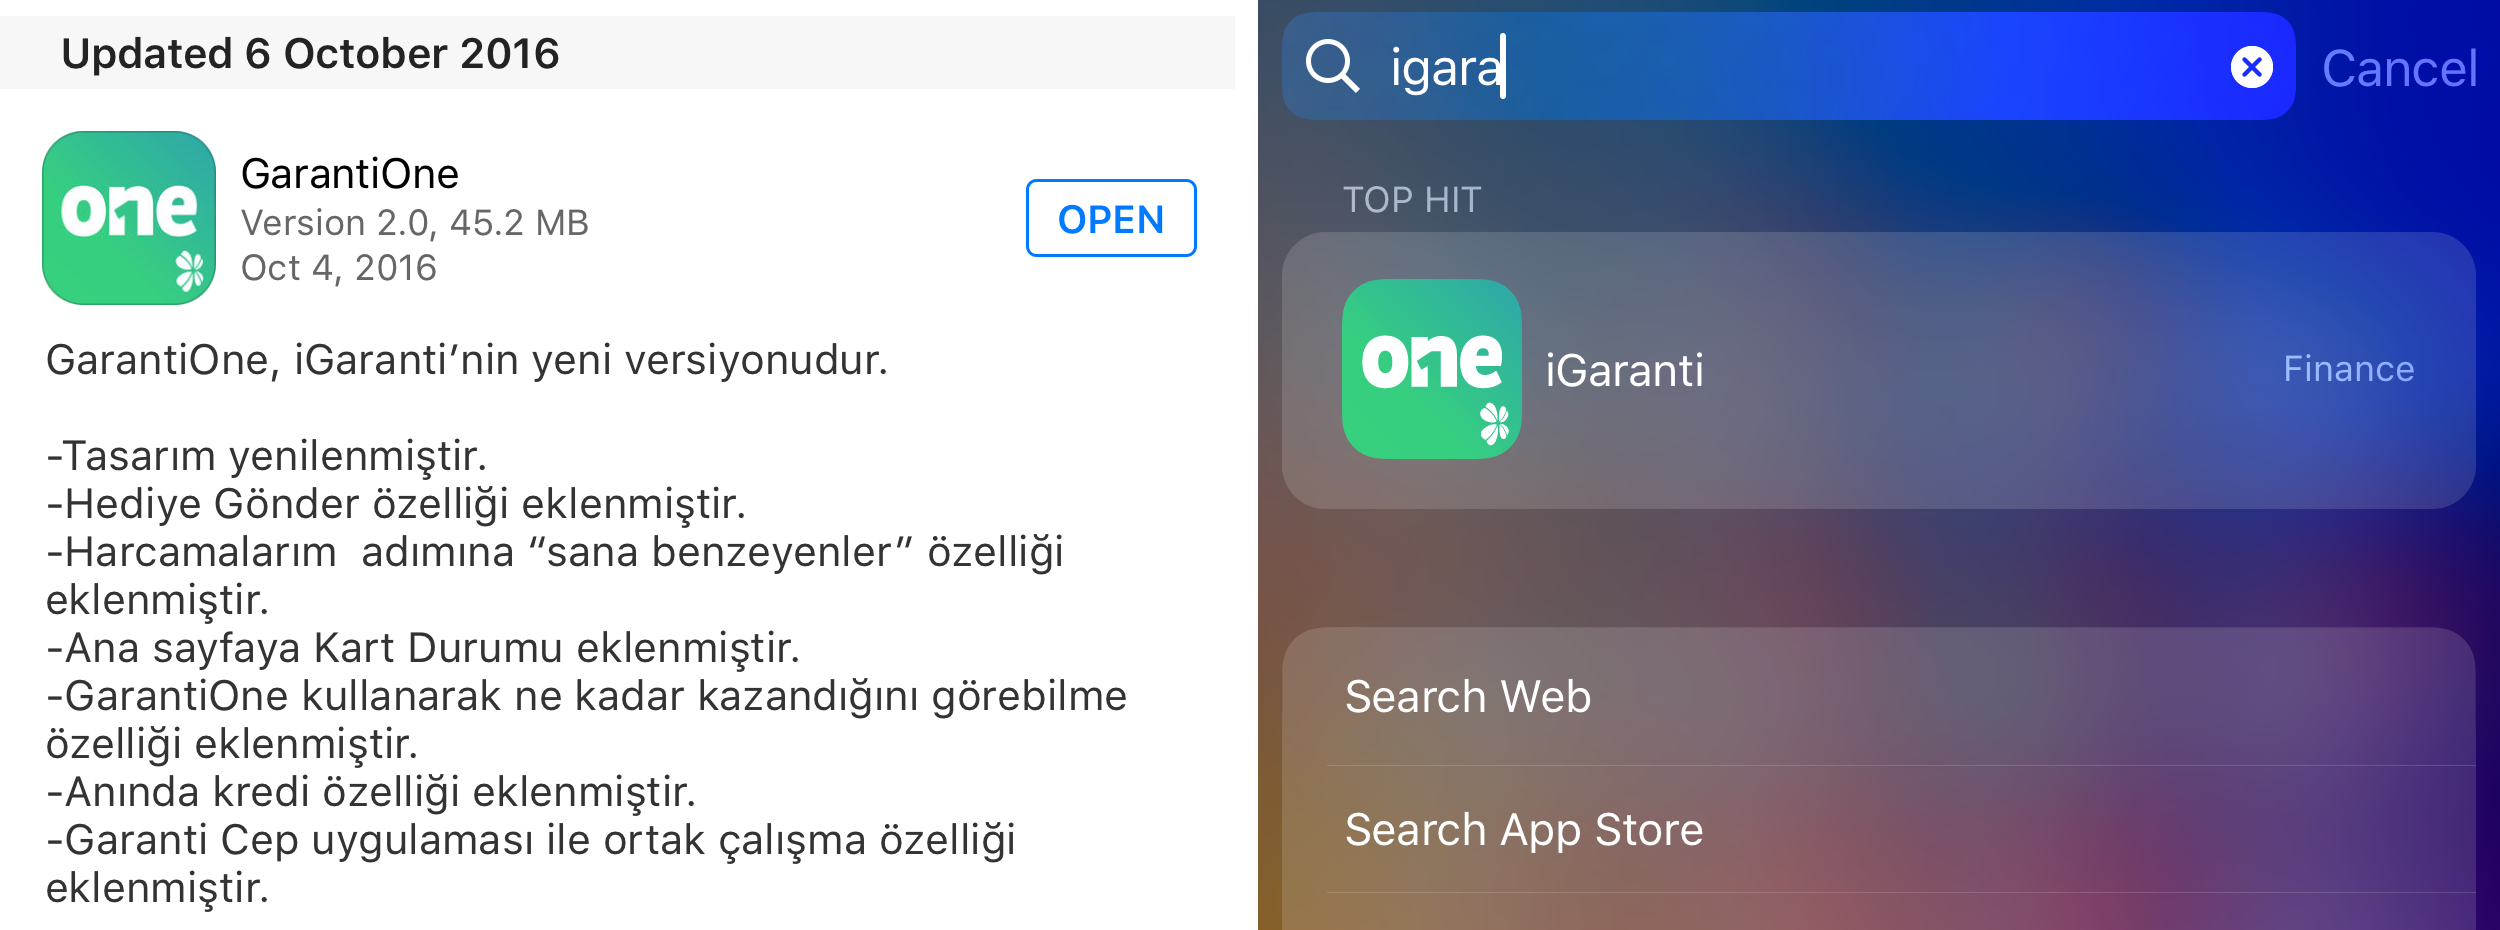 Updated 6 October 2016
one
GarantiOne
Version 2.0, 45.2 MB
Oct 4, 2016
OPEN
GarantiOne, iGaranti’nin yeni versiyonudur.
-Tasarım yenilenmiştir.
-Hediye Gönder özelliği eklenmiştir.
-Harcamalarım  adımına “sana benzeyenler” özelliği
eklenmiştir.
-Ana sayfaya Kart Durumu eklenmiştir.
-GarantiOne kullanarak ne kadar kazandığını görebilme
özelliği eklenmiştir.
-Anında kredi özelliği eklenmiştir.
-Garanti Cep uygulaması ile ortak çalışma özelliği
eklenmiştir.
igara
Cancel
TOP HIT
one
iGaranti
Finance
Search Web
Search App Store